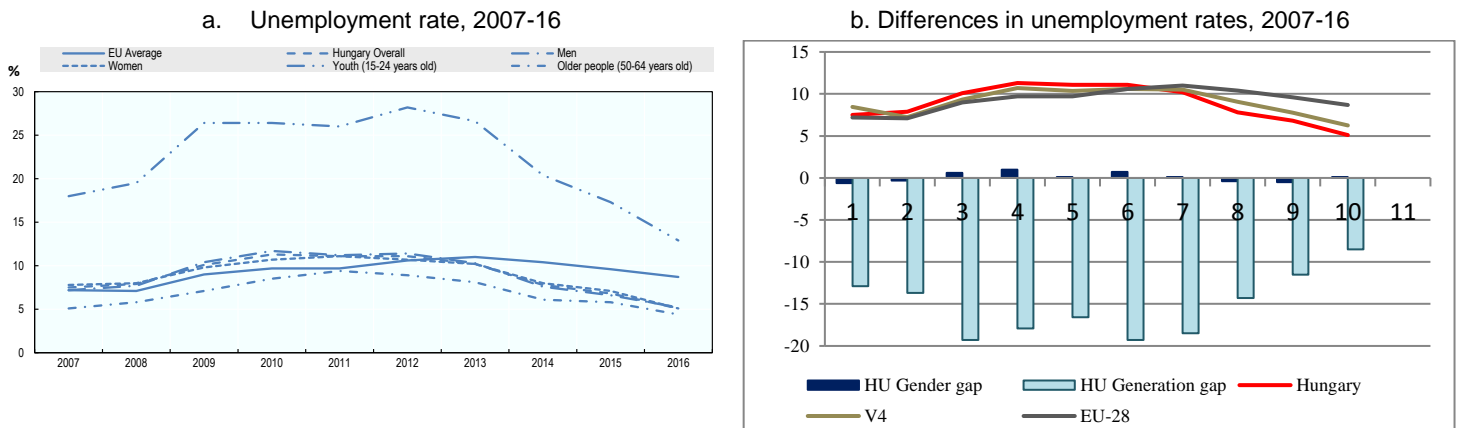 a. Unemployment rate, 2007-16
EU Average Hungary Overall Men
Women Youth (15-24 years old) Older people (50-64 years old)
%
30
25
20
15
10
5
0
2007 2008 2009 2010 2011 2012 2013 2014 2015 2016
b. Differences in unemployment rates, 2007-16
15
10
5
0
-5
-10
-15
-20
1 2 3 4 5 6 7 8 9 10 11
HU Gender gap HU Generation gap Hungary
V4 EU-28